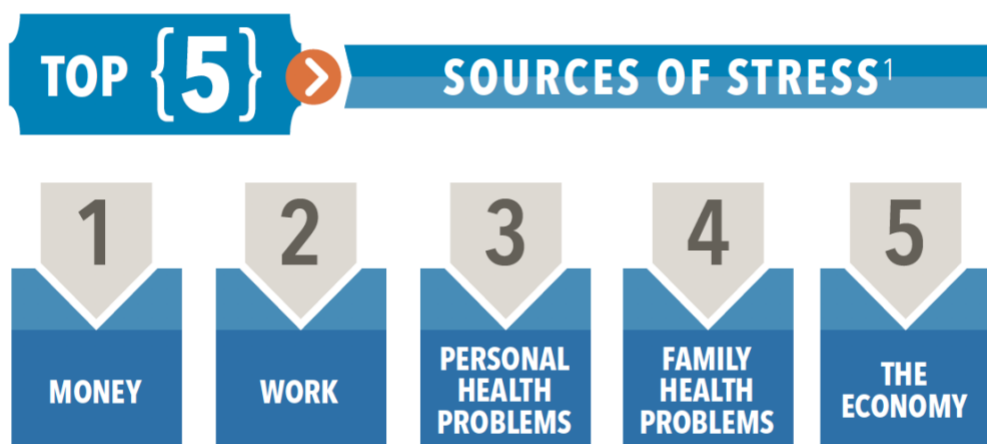 TOP {5} SOURCES OF STRESS¹
1 2 3 4 5
MONEY
WORK
PERSONAL
HEALTH
PROBLEMS
FAMILY
HEALTH
PROBLEMS
THE
ECONOMY